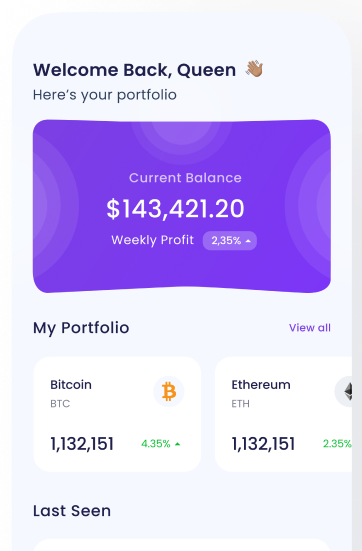 Welcome Back, Queen 👋🏽
Here's your portfolio
Current Balance
$143,421.20
Weekly Profit 2,35%
My Portfolio View all
Bitcoin
BTC
1,132,151 4.35%
Ethereum
ETH
1,132,151 2.35%
Last Seen